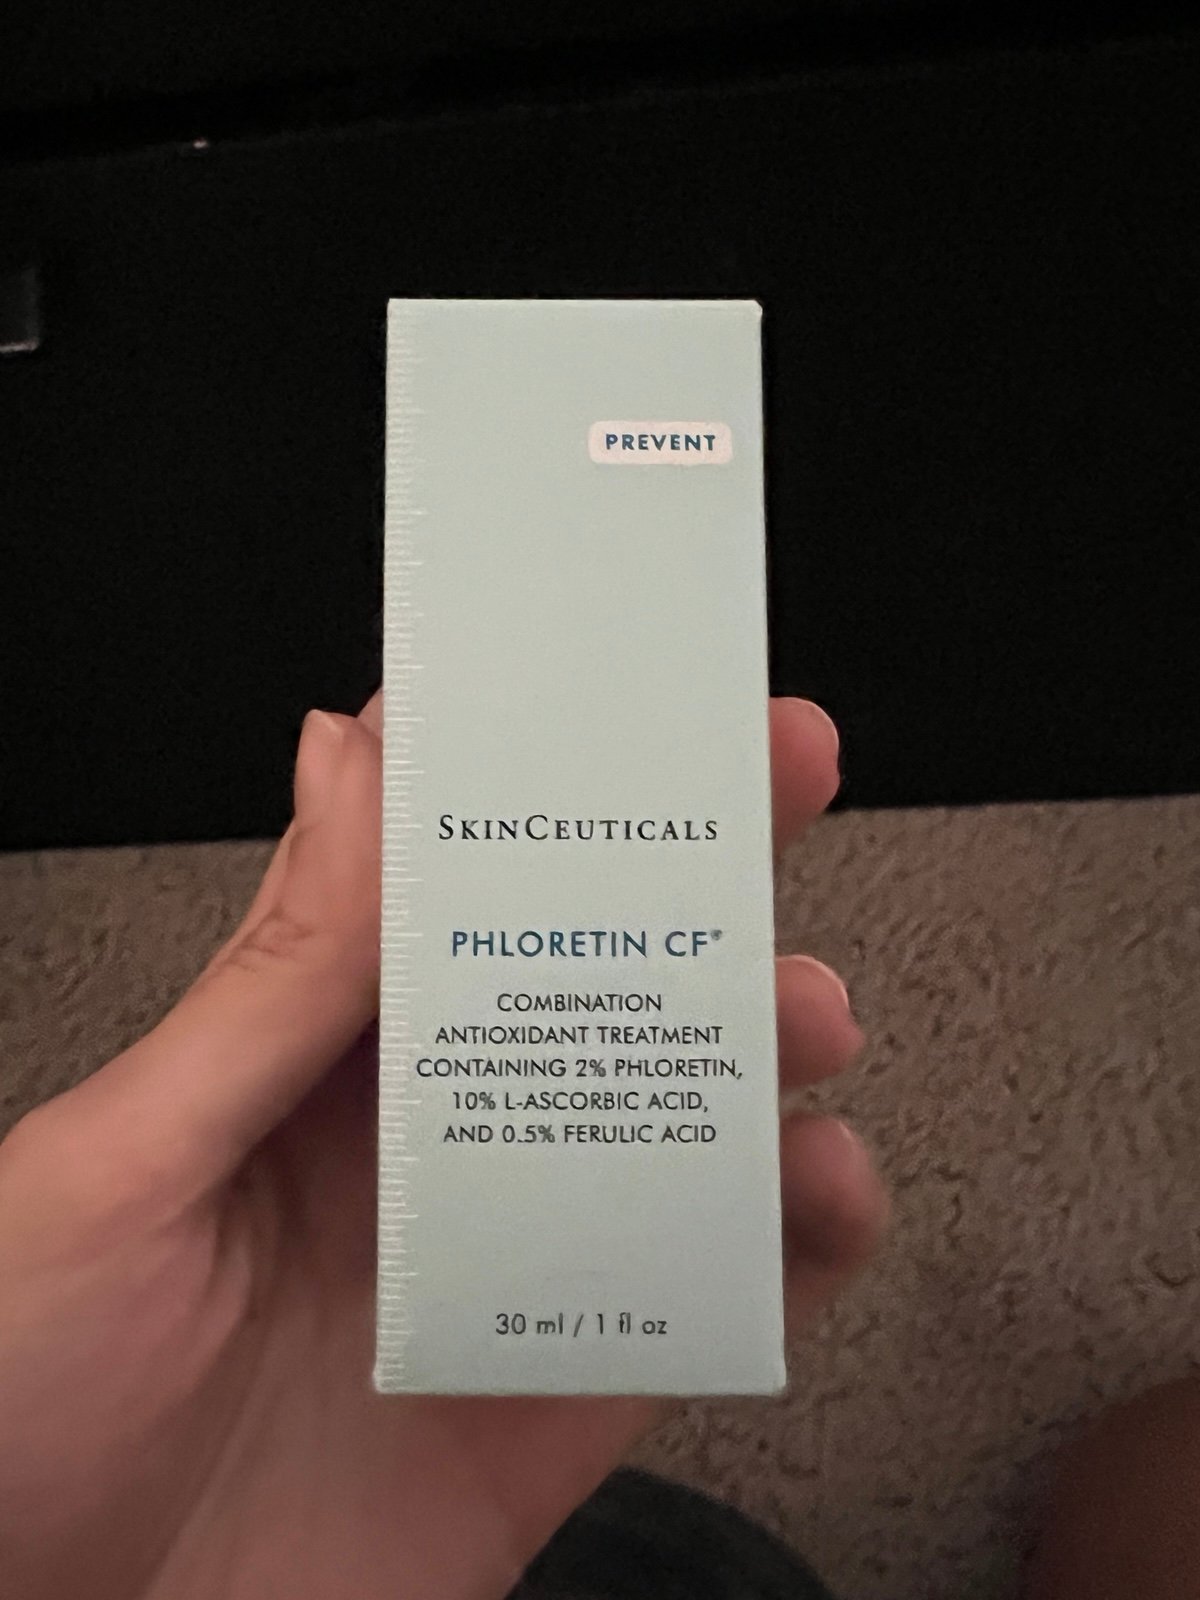 PREVENT
SKINCEUTICALS
PHLORETIN CF®
COMBINATION
ANTIOXIDANT TREATMENT
CONTAINING 2% PHLORETIN,
10% L-ASCORBIC ACID,
AND 0.5% FERULIC ACID
30 ml / 1 fl oz